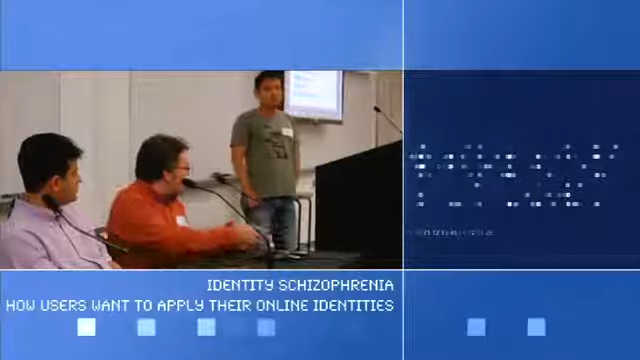 IDENTITY SCHIZOPHRENIA
HOW USERS WANT TO APPLY THEIR ONLINE IDENTITIES